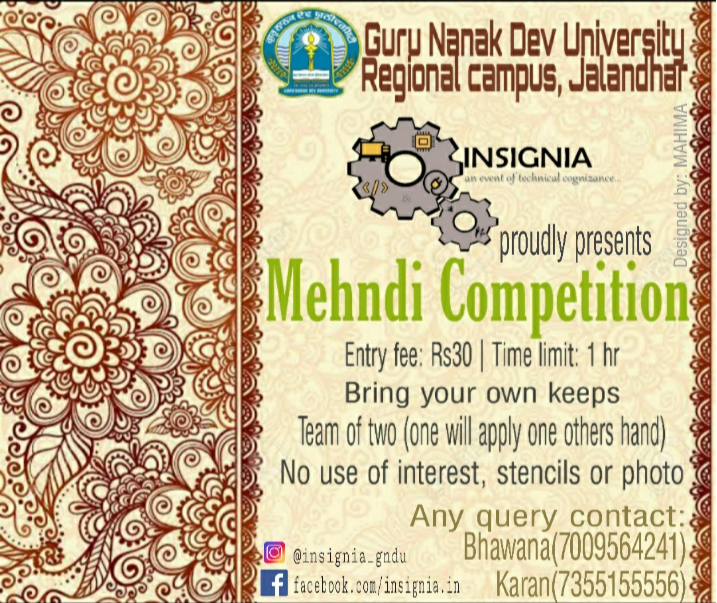 Guru Nanak Dev University
Regional campus, Jalandhar
INSIGNIA
an event of technical cognizance...
Designed by: MAHIMA
proudly presents
Mehndi Competition
Entry fee: Rs30 | Time limit: 1 hr
Bring your own keeps
Team of two (one will apply one others hand)
No use of interest, stencils or photo
Any query contact:
Bhawana(7009564241)
Karan(7355155556)
@insignia_gndu
facebook.com/insignia.in